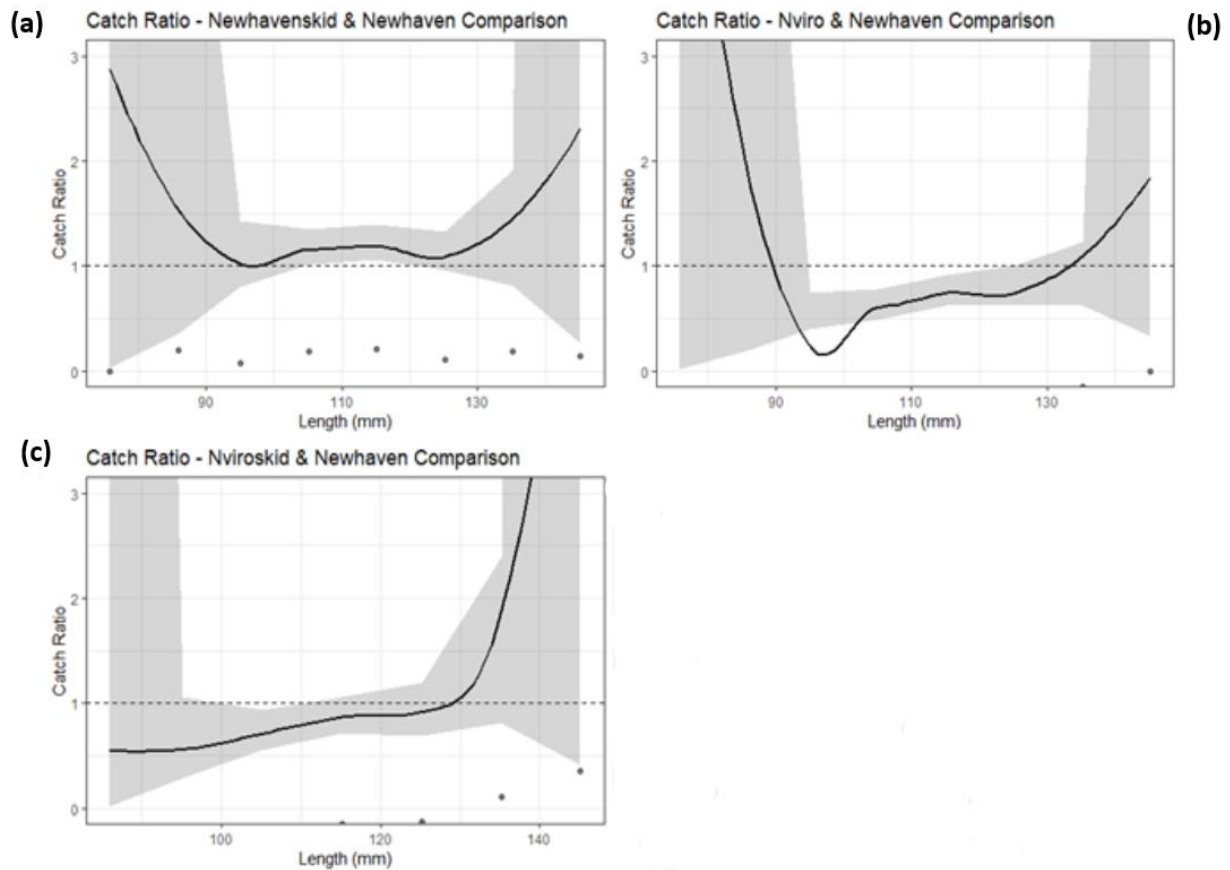 (a)
Catch Ratio - Newhavenskid & Newhaven Comparison
3
2
1
0
Catch Ratio
90 110 130
Length (mm)
Catch Ratio - Nviro & Newhaven Comparison
(b)
3
2
1
0
Catch Ratio
90 110 130
Length (mm)
(c)
Catch Ratio - Nviroskid & Newhaven Comparison
3
2
1
0
Catch Ratio
100 120 140
Length (mm)